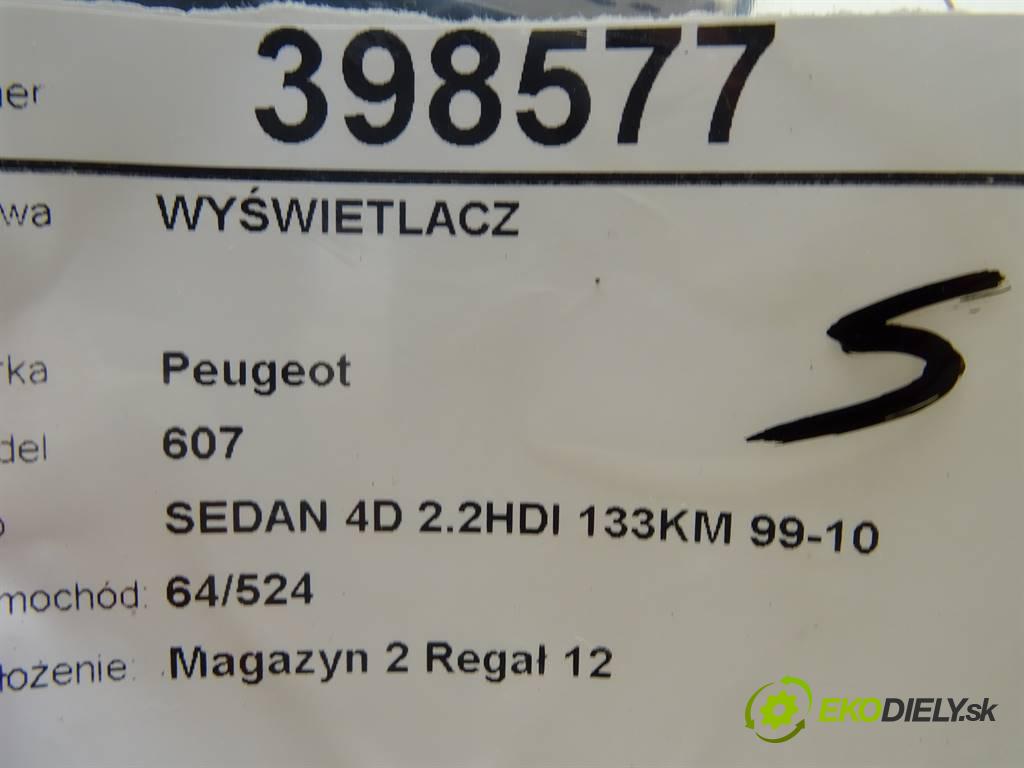 ner 398577
wa WYŚWIETLACZ
S
rka Peugeot
del 607
SEDAN 4D 2.2HDI 133KM 99-10
mochód: 64/524
łożenie: Magazyn 2 Regał 12
EKODIELY.sk